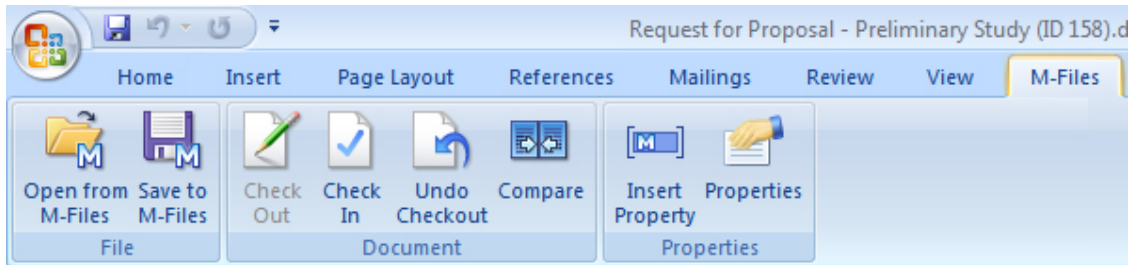 Request for Proposal - Preliminary Study (ID 158).d
Home Insert Page Layout References Mailings Review View M-Files
Open from M-Files
Save to M-Files
Check Out
Check In
Undo Checkout
Compare
Insert Property
Properties
File
Document
Properties